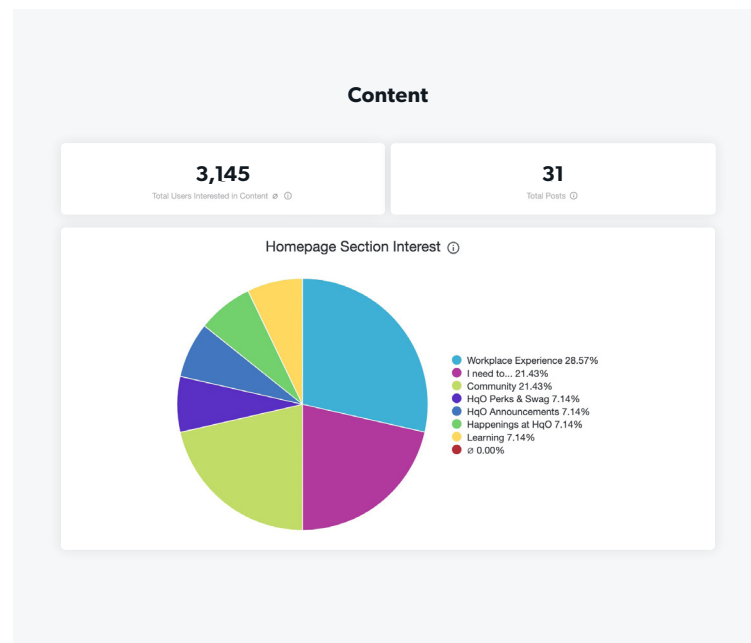 Content
3,145
Total Users Interested in Content ⌀ ⓘ
31
Total Posts ⓘ
Homepage Section Interest ⓘ
Workplace Experience 28.57%
I need to... 21.43%
Community 21.43%
HqO Perks & Swag 7.14%
HqO Announcements 7.14%
Happenings at HqO 7.14%
Learning 7.14%
⌀ 0.00%